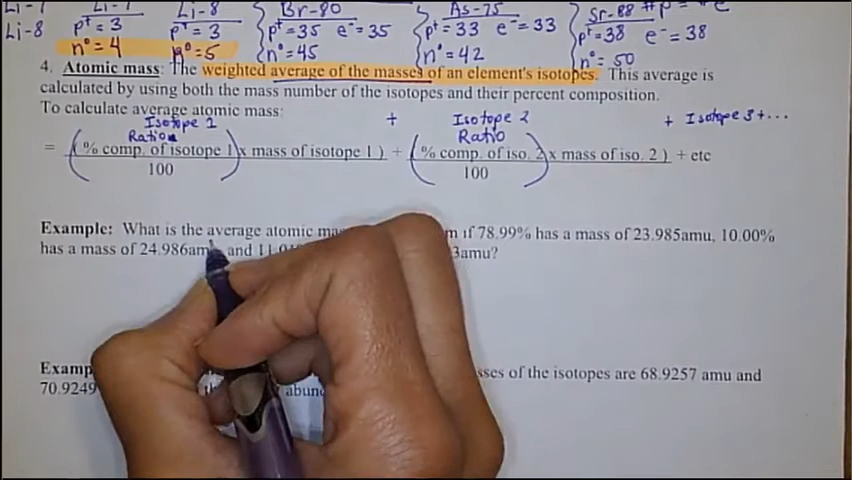 Li-7 Li-8 Br-80 As-75 Sr-88 #p = #e
Li-8 p⁺ = 3 p⁺ = 3 p⁺ = 35 e⁻ = 35 p⁺ = 33 e⁻ = 33 p⁺ = 38 e⁻ = 38
n° = 4 n° = 5 n° = 45 n° = 42 n° = 50
4. Atomic mass: The weighted average of the masses of an element's isotopes. This average is
calculated by using both the mass number of the isotopes and their percent composition.
To calculate average atomic mass:
Isotope 1 + Isotope 2 + Isotope 3 + ...
Ratio Ratio
= ( % comp. of isotope 1 x mass of isotope 1 ) + ( % comp. of iso. 2 x mass of iso. 2 ) + etc
100 100
Example: What is the average atomic if 78.99% has a mass of 23.985amu, 10.00%
has a mass of 24.986amu and 3amu?
sses of the isotopes are 68.9257 amu and
70.9249